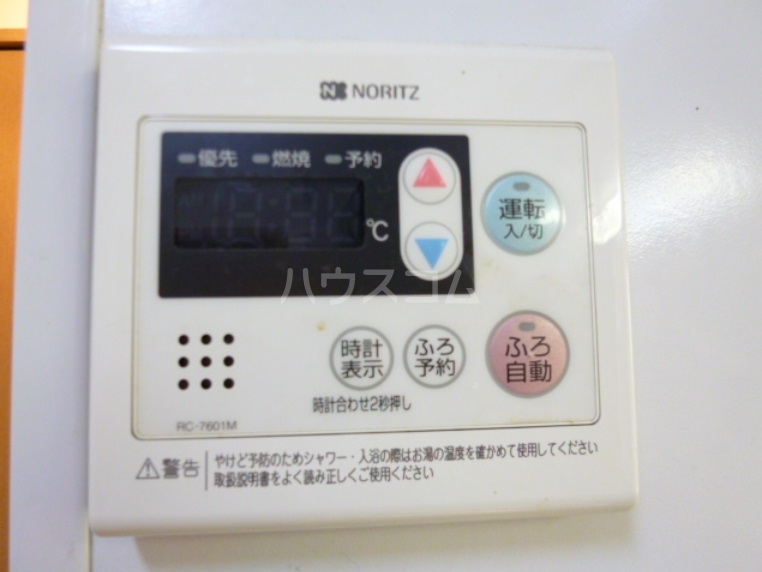 NORITZ
優先 燃焼 予約
℃
運転
入/切
ハウスコム
時計
表示
ふろ
予約
ふろ
自動
時計合わせ2秒押し
RC-7601M
警告
やけど予防のためシャワー・入浴の際はお湯の温度を確かめて使用してください
取扱説明書をよく読み正しくご使用ください